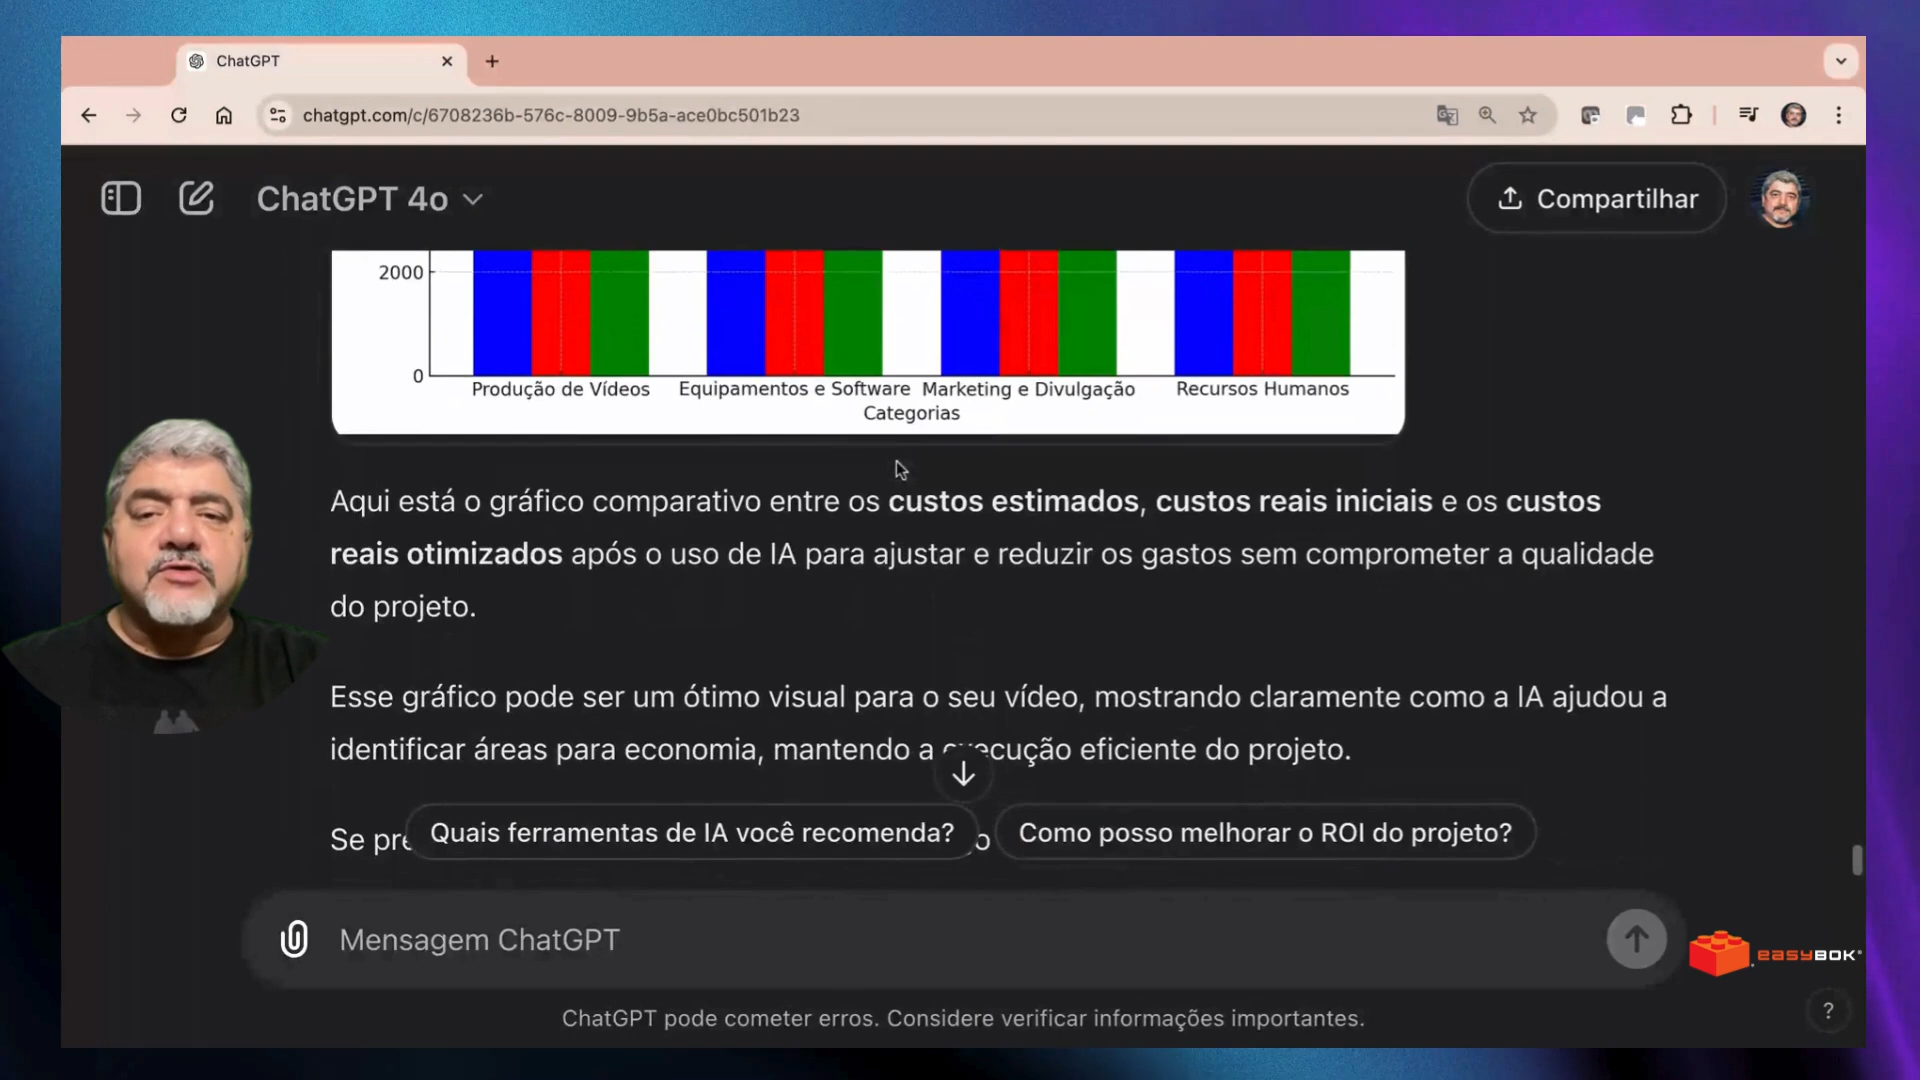 ChatGPT
chatgpt.com/c/6708236b-576c-8009-9b5a-ace0bc501b23
ChatGPT 4o
Compartilhar
2000
0
Produção de Vídeos
Equipamentos e Software
Marketing e Divulgação
Recursos Humanos
Categorias
Aqui está o gráfico comparativo entre os custos estimados, custos reais iniciais e os custos
reais otimizados após o uso de IA para ajustar e reduzir os gastos sem comprometer a qualidade
do projeto.
Esse gráfico pode ser um ótimo visual para o seu vídeo, mostrando claramente como a IA ajudou a
identificar áreas para economia, mantendo a execução eficiente do projeto.
Se
Quais ferramentas de IA você recomenda?
Como posso melhorar o ROI do projeto?
Mensagem ChatGPT
easyBOK
ChatGPT pode cometer erros. Considere verificar informações importantes.
?